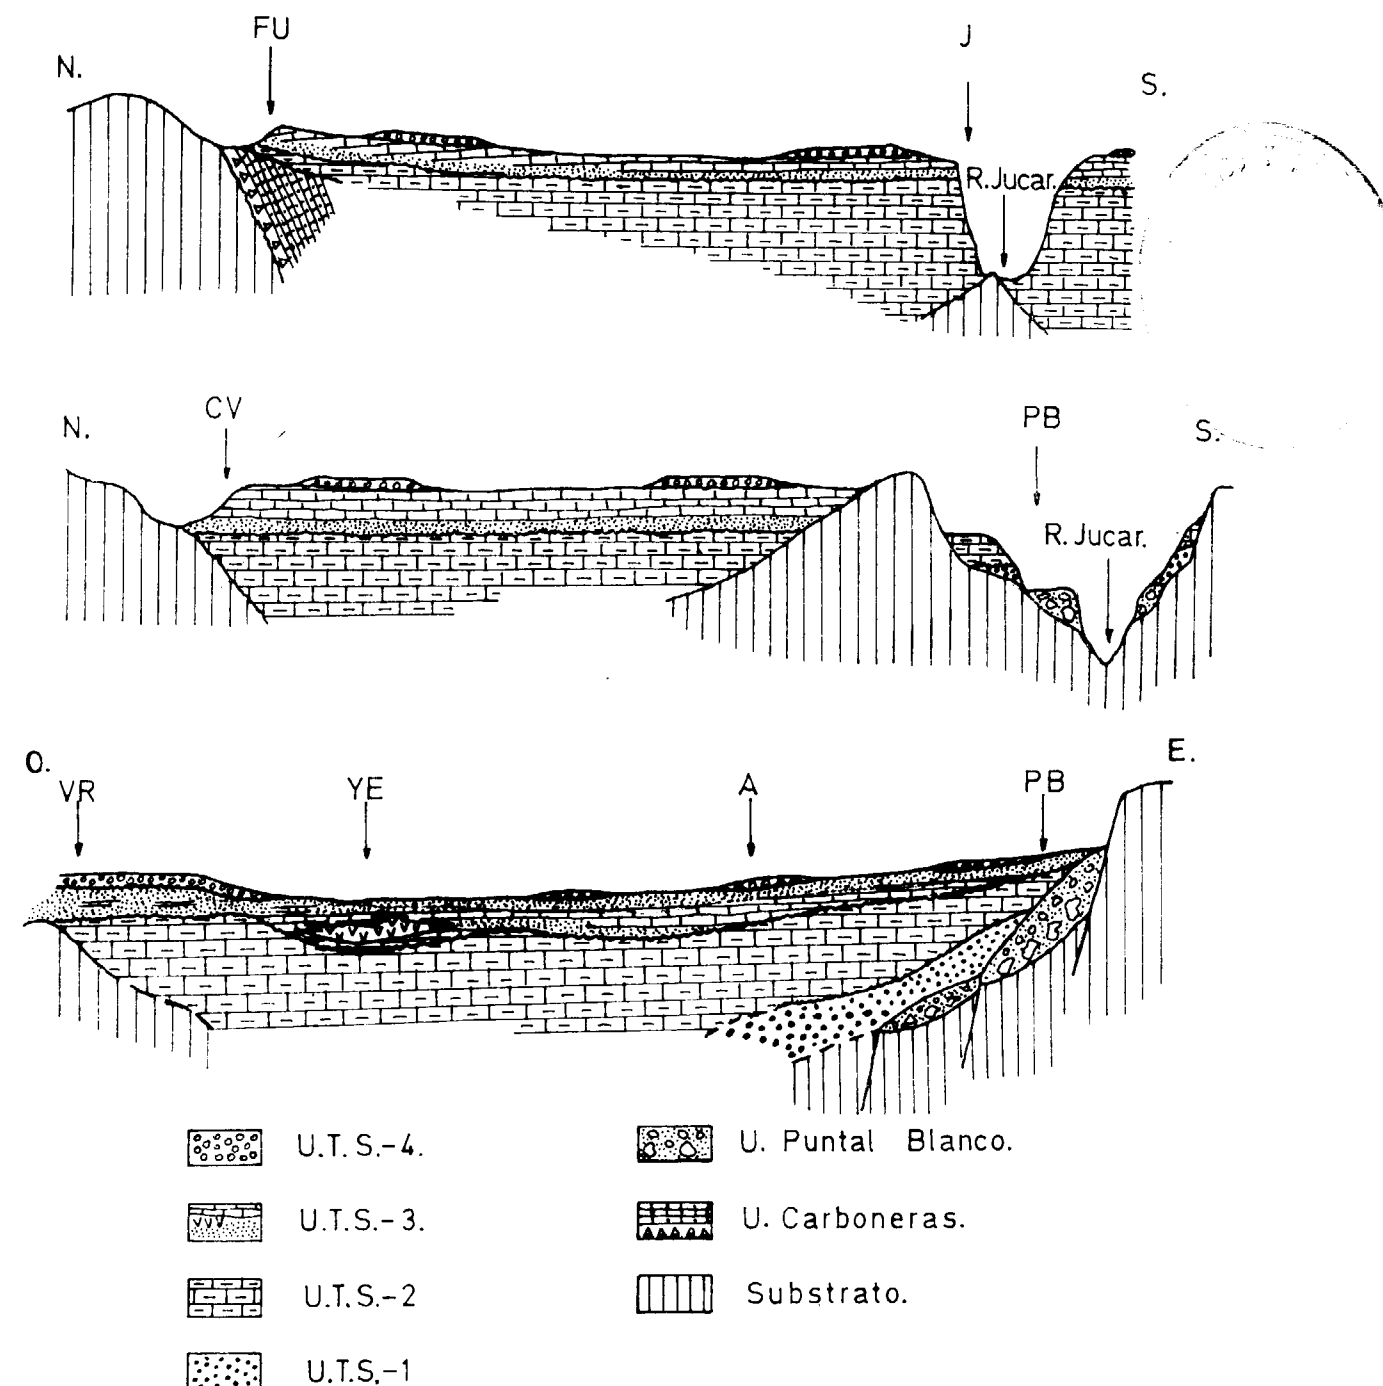 FU
J
N.
S.
R.Jucar.
CV
PB
N.
S.
R. Jucar.
O.
E.
VR
YE
A
PB
U.T.S.-4.
U. Puntal Blanco.
U.T.S.-3.
U. Carboneras.
U.T.S.-2
Substrato.
U.T.S.-1